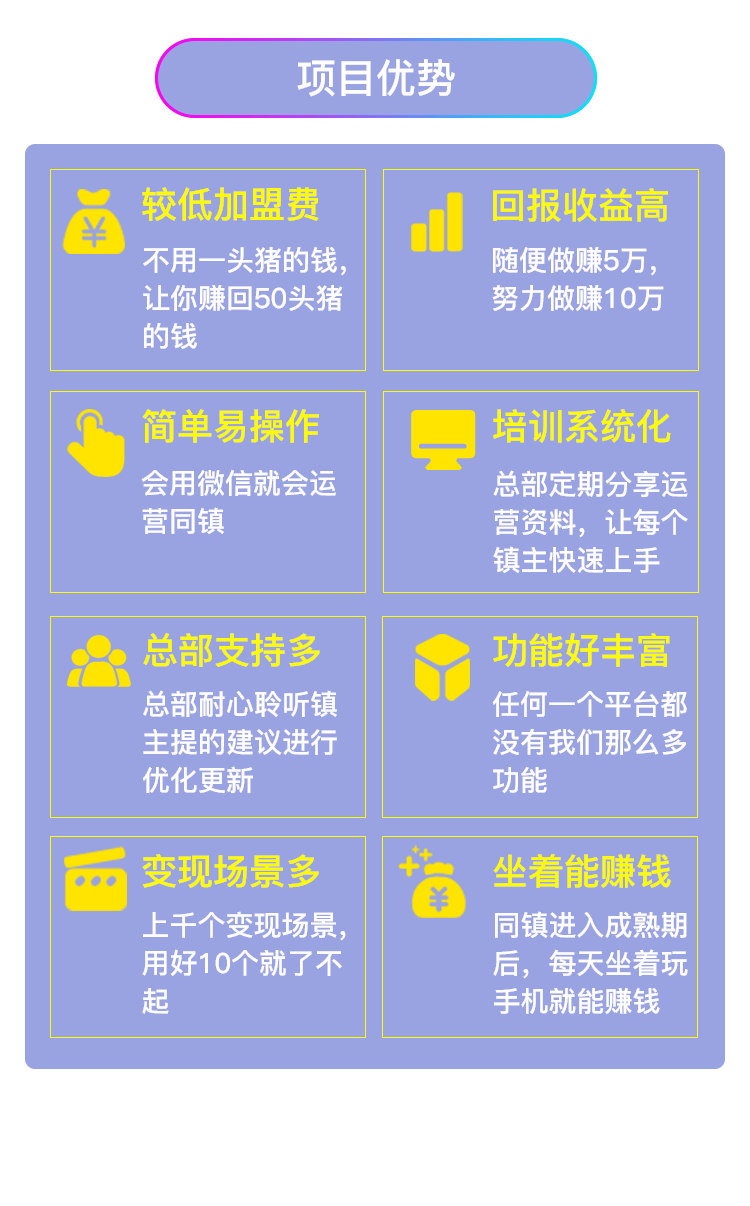 项目优势
较低加盟费
不用一头猪的钱,
让你赚回50头猪
的钱
回报收益高
随便做赚5万,
努力做赚10万
简单易操作
会用微信就会运
营同镇
培训系统化
总部定期分享运
营资料，让每个
镇主快速上手
总部支持多
总部耐心聆听镇
主提的建议进行
优化更新
功能好丰富
任何一个平台都
没有我们那么多
功能
变现场景多
上千个变现场景,
用好10个就了不
起
坐着能赚钱
同镇进入成熟期
后，每天坐着玩
手机就能赚钱